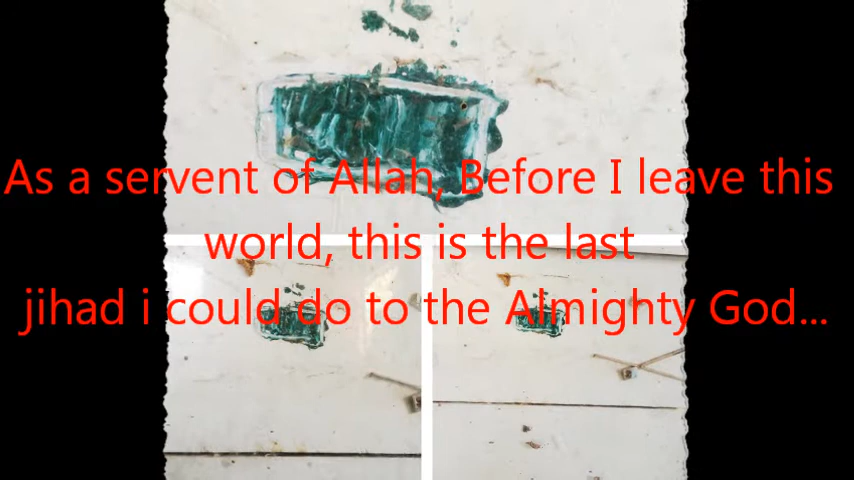 As a servent of Allah, Before I leave this
world, this is the last
jihad i could do to the Almighty God...